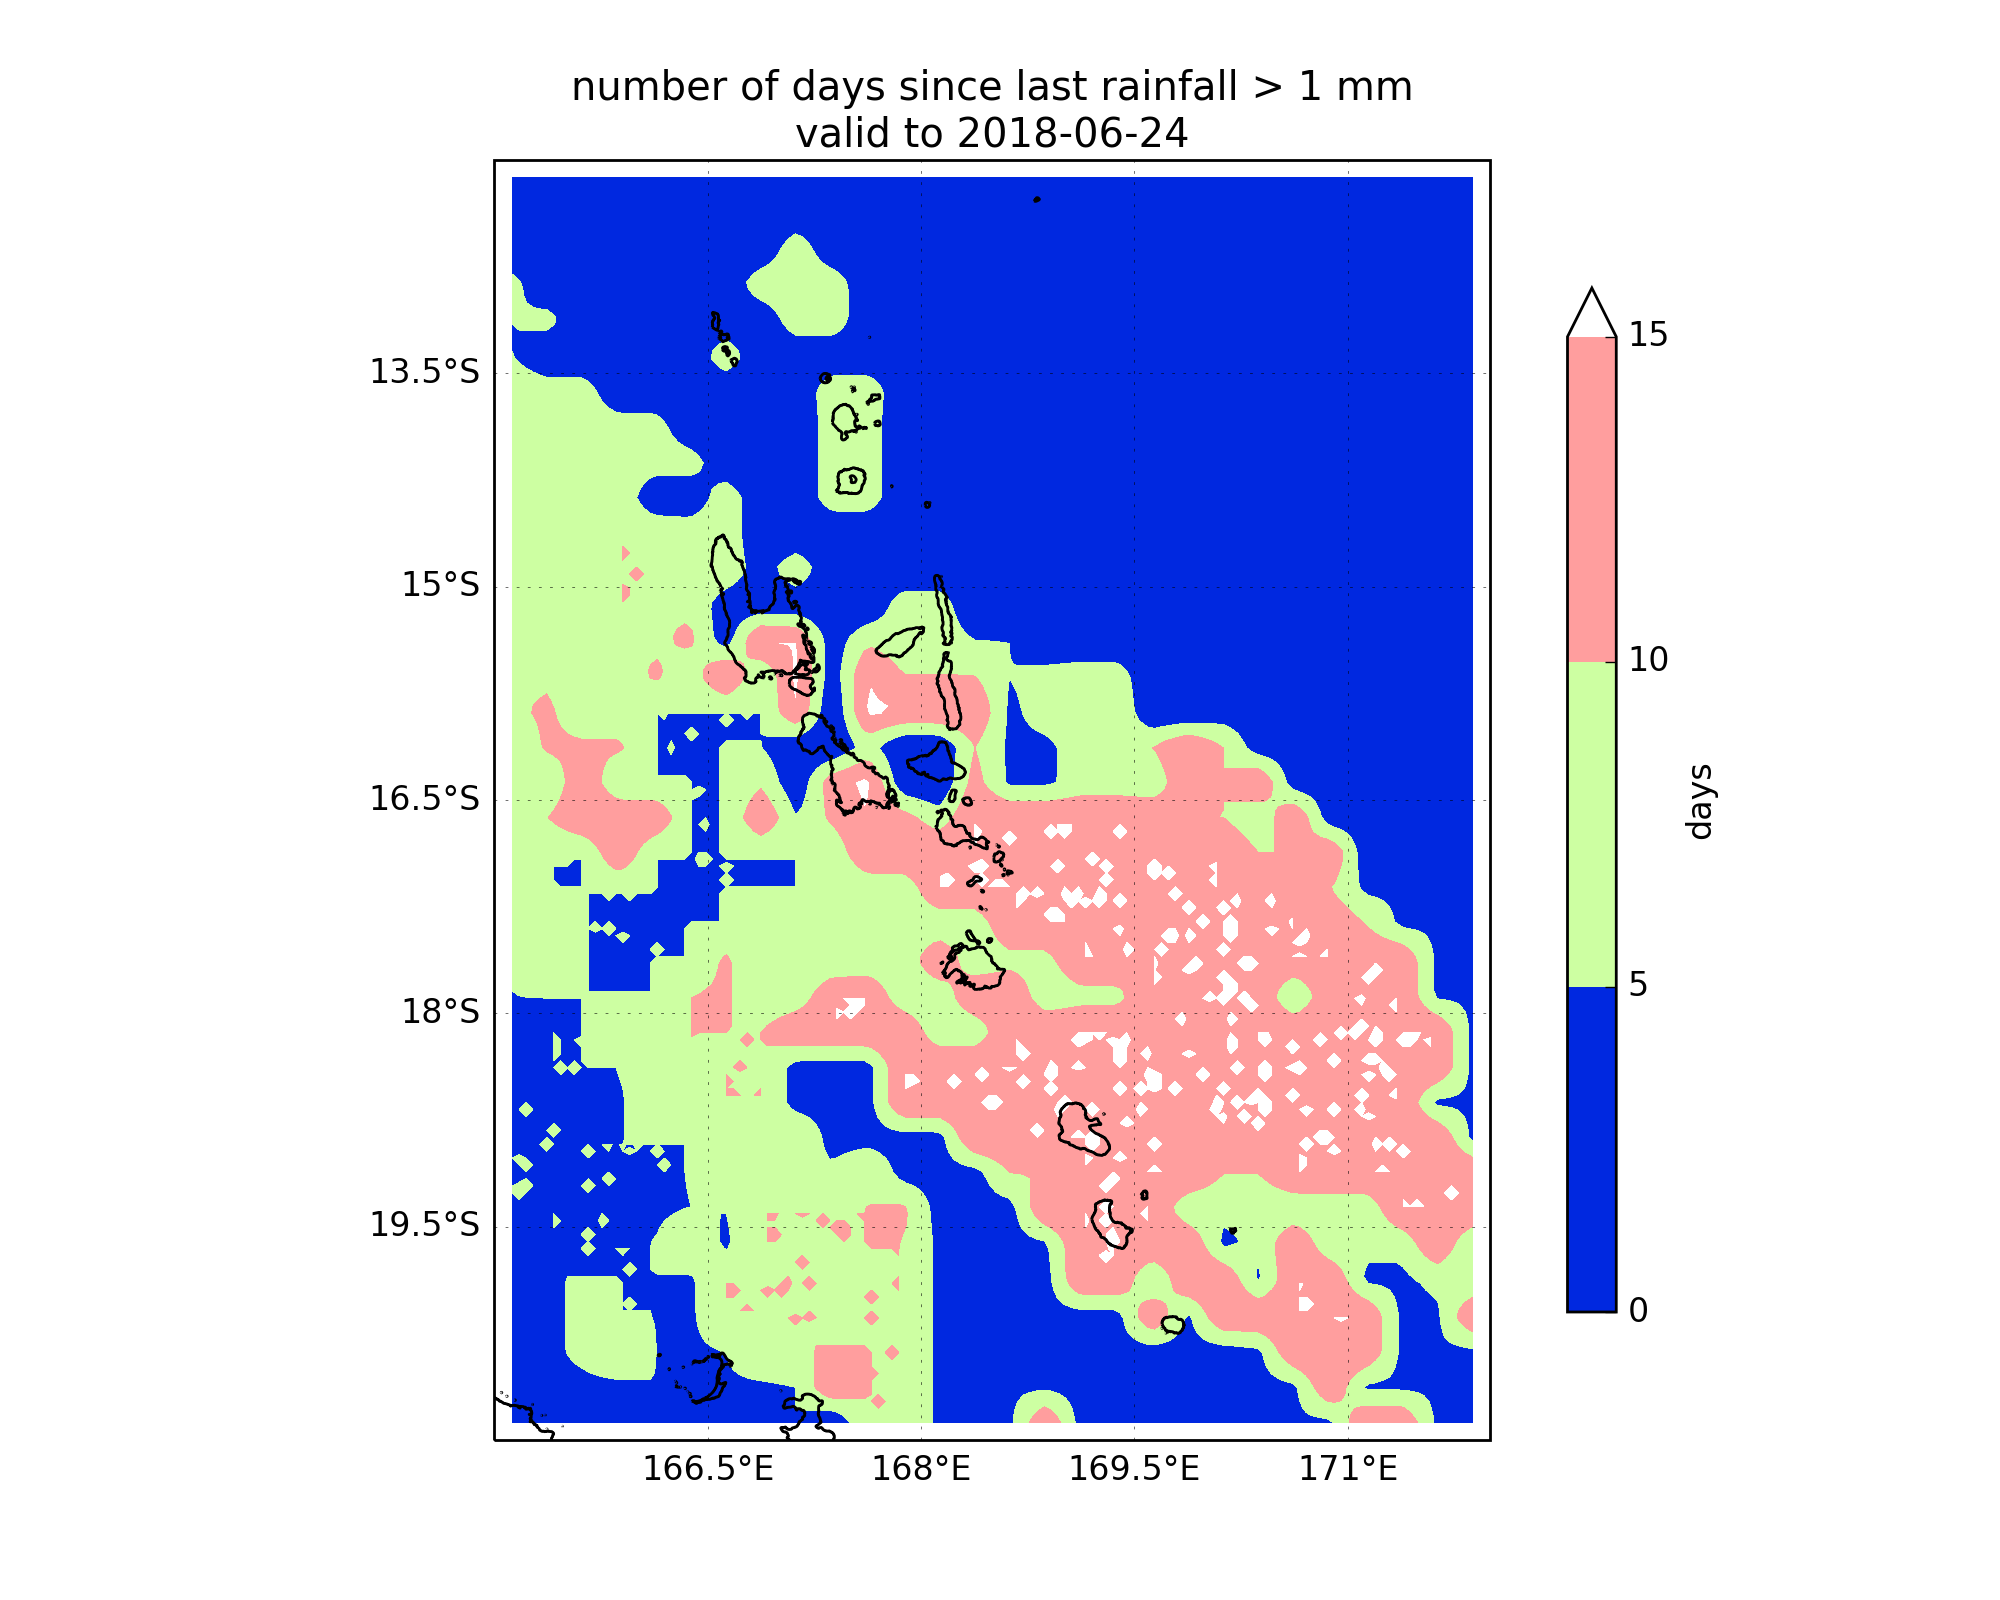 number of days since last rainfall > 1 mm
valid to 2018-06-24
13.5°S
15°S
16.5°S
18°S
19.5°S
166.5°E
168°E
169.5°E
171°E
15
10
5
0
days